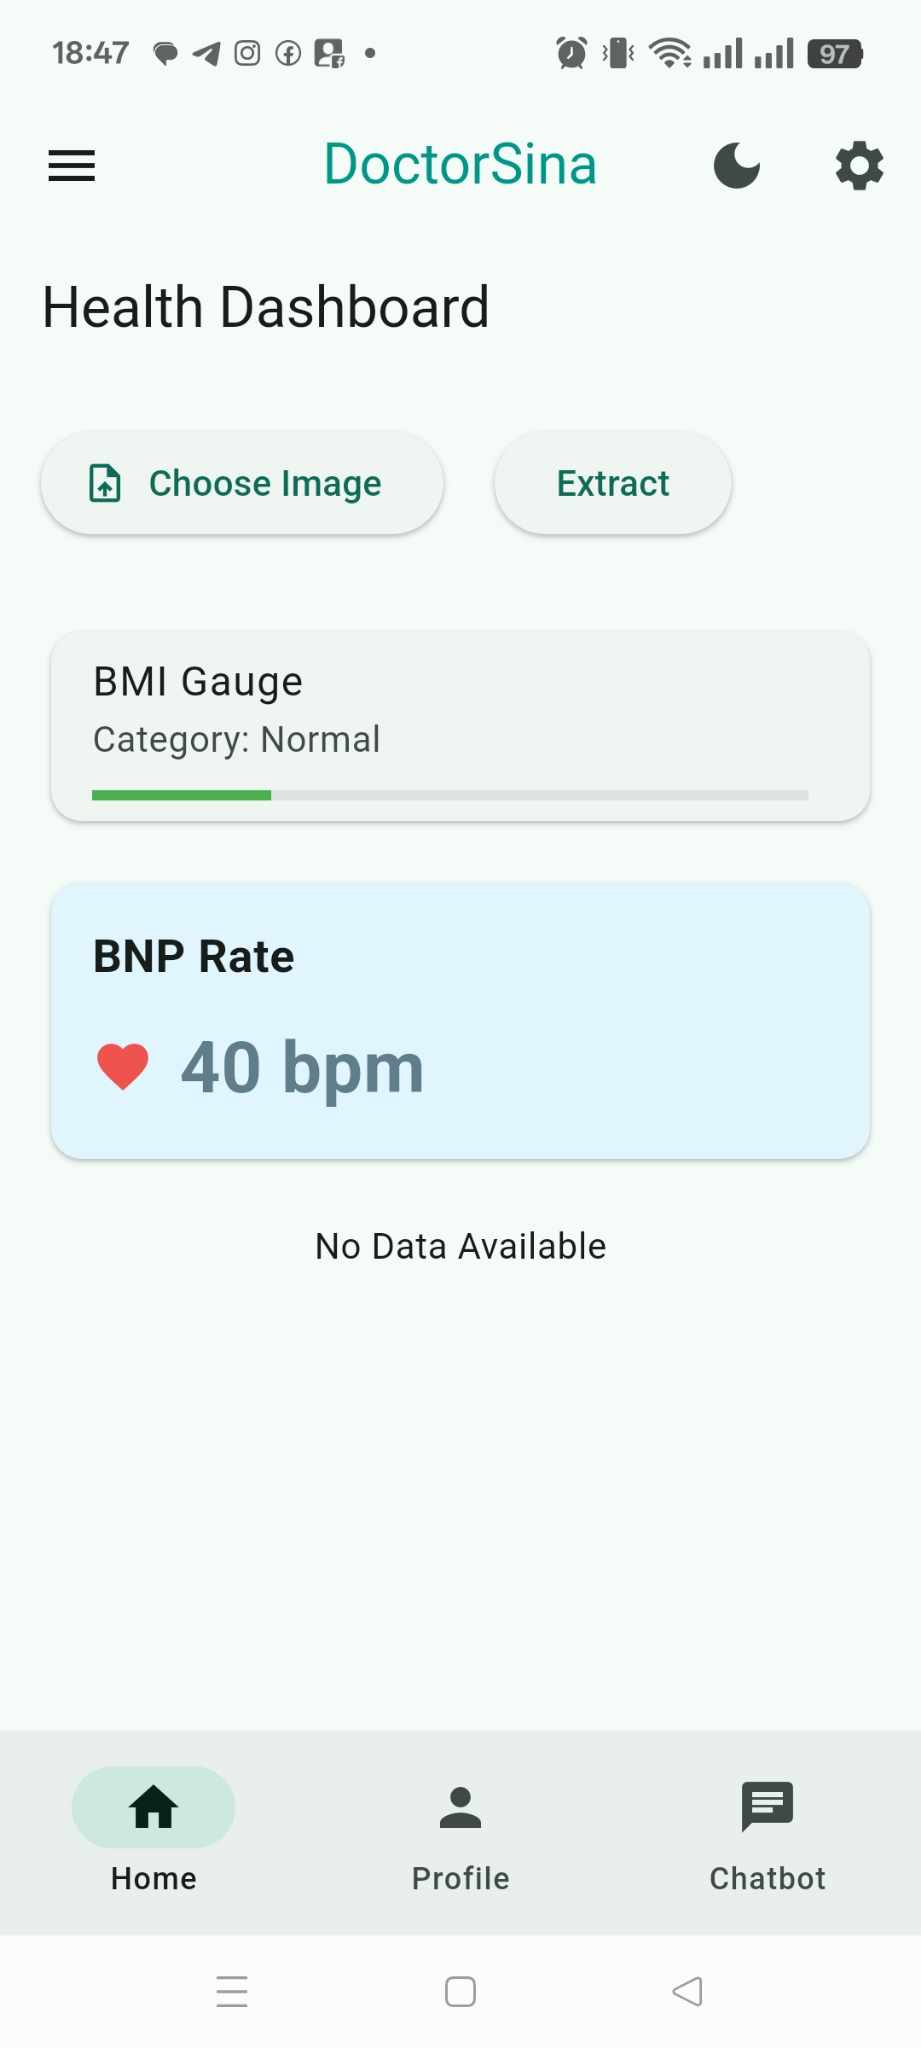 18:47
97
DoctorSina
Health Dashboard
Choose Image
Extract
BMI Gauge
Category: Normal
BNP Rate
40 bpm
No Data Available
Home
Profile
Chatbot